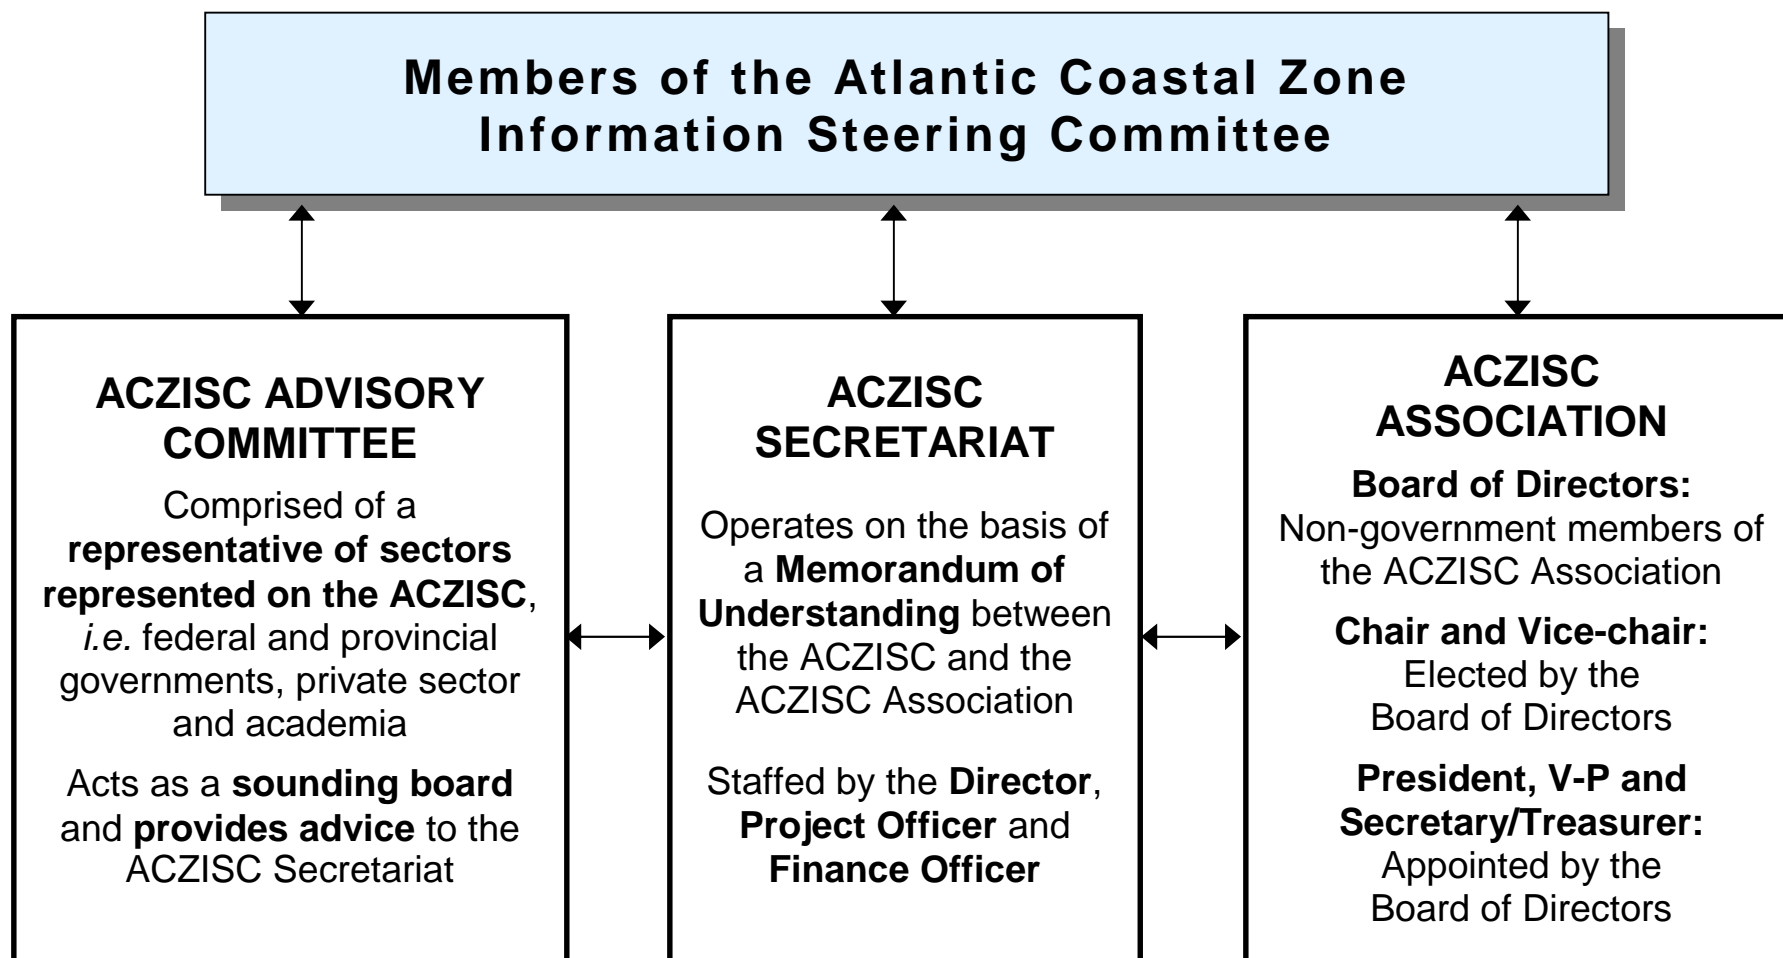 Members of the Atlantic Coastal Zone
Information Steering Committee
ACZISC ADVISORY
COMMITTEE
Comprised of a
representative of sectors
represented on the ACZISC,
i.e. federal and provincial
governments, private sector
and academia
Acts as a sounding board
and provides advice to the
ACZISC Secretariat
ACZISC
SECRETARIAT
Operates on the basis of
a Memorandum of
Understanding between
the ACZISC and the
ACZISC Association
Staffed by the Director,
Project Officer and
Finance Officer
ACZISC
ASSOCIATION
Board of Directors:
Non-government members of
the ACZISC Association
Chair and Vice-chair:
Elected by the
Board of Directors
President, V-P and
Secretary/Treasurer:
Appointed by the
Board of Directors